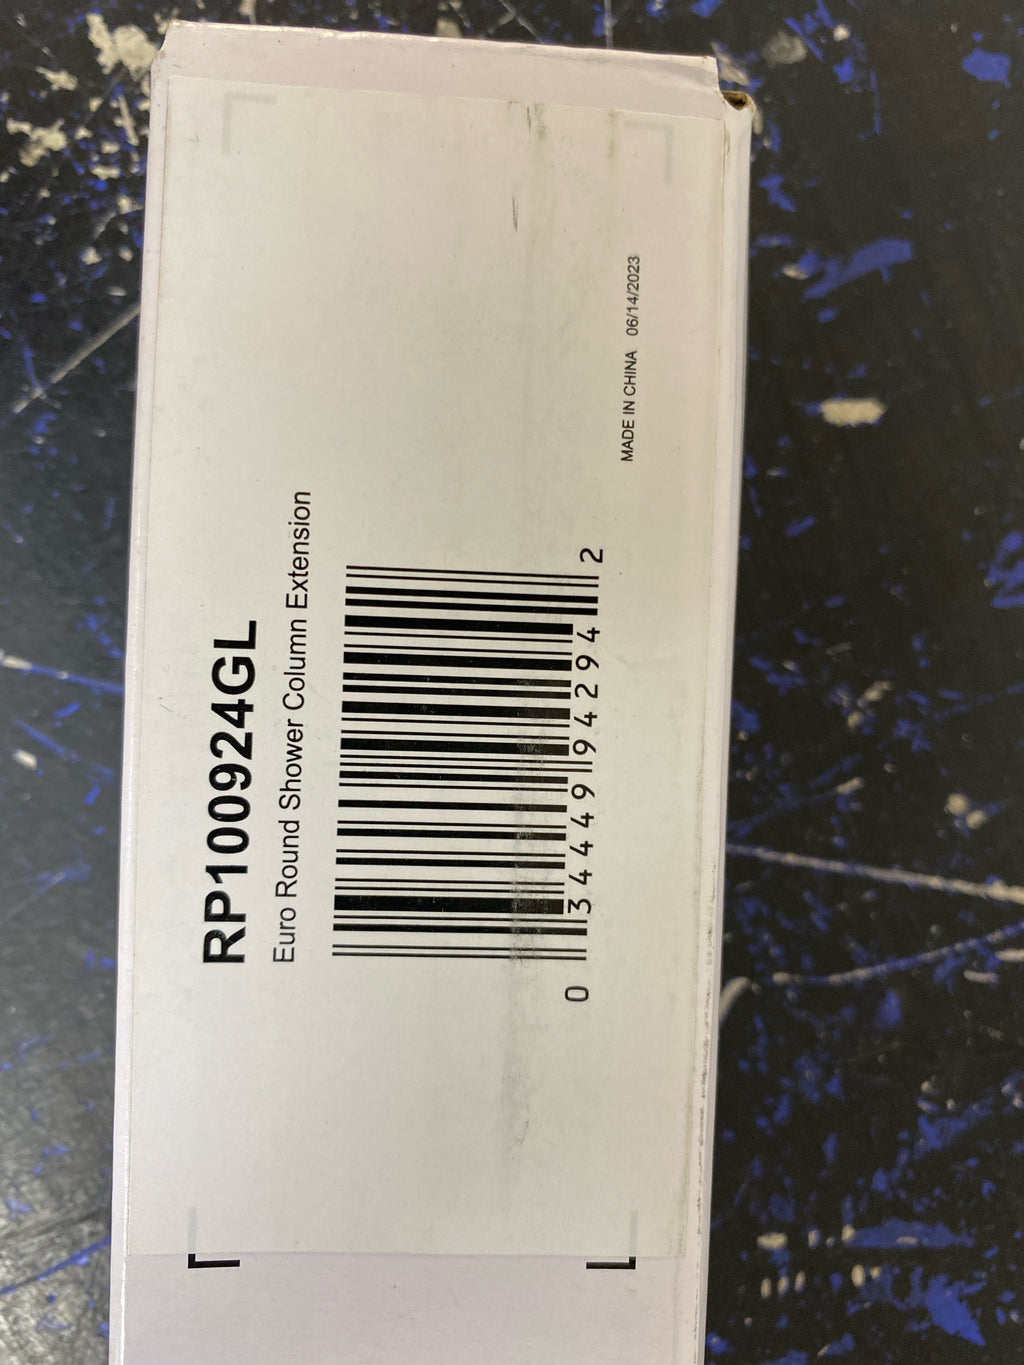 RP100924GL
Euro Round Shower Column Extension
0 34449 94294 2
MADE IN CHINA 06/14/2023